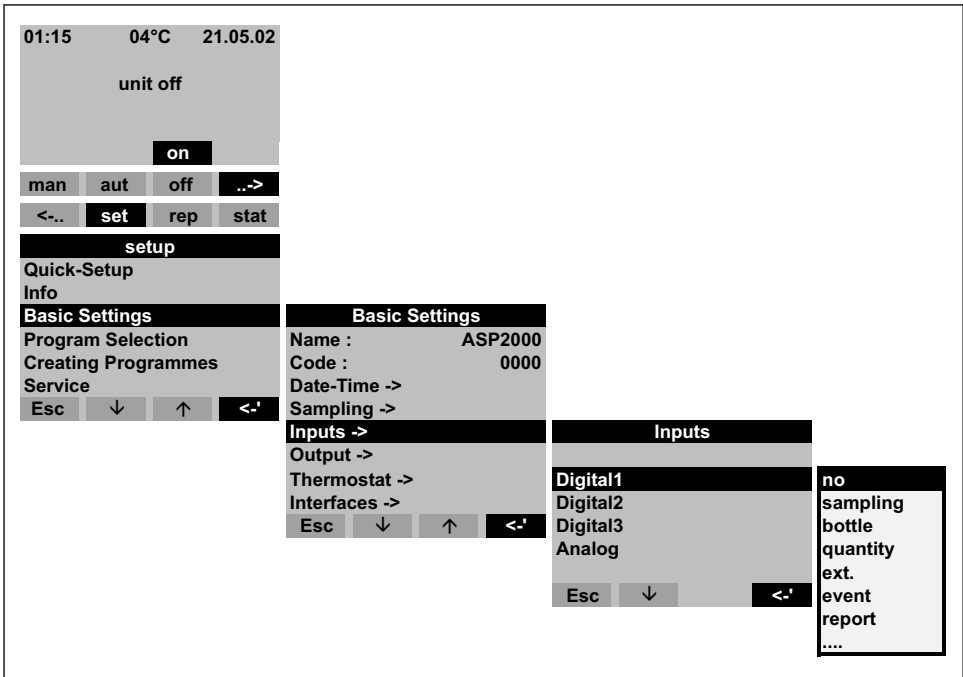 01:15 04°C 21.05.02
unit off
on
man aut off ..->
<-.. set rep stat
setup
Quick-Setup
Info
Basic Settings
Program Selection
Creating Programmes
Service
Esc ↓ ↑ <-'
Basic Settings
Name : ASP2000
Code : 0000
Date-Time ->
Sampling ->
Inputs ->
Output ->
Thermostat ->
Interfaces ->
Esc ↓ ↑ <-'
Inputs
Digital1
Digital2
Digital3
Analog
Esc ↓ <-'
no
sampling
bottle
quantity
ext.
event
report
....